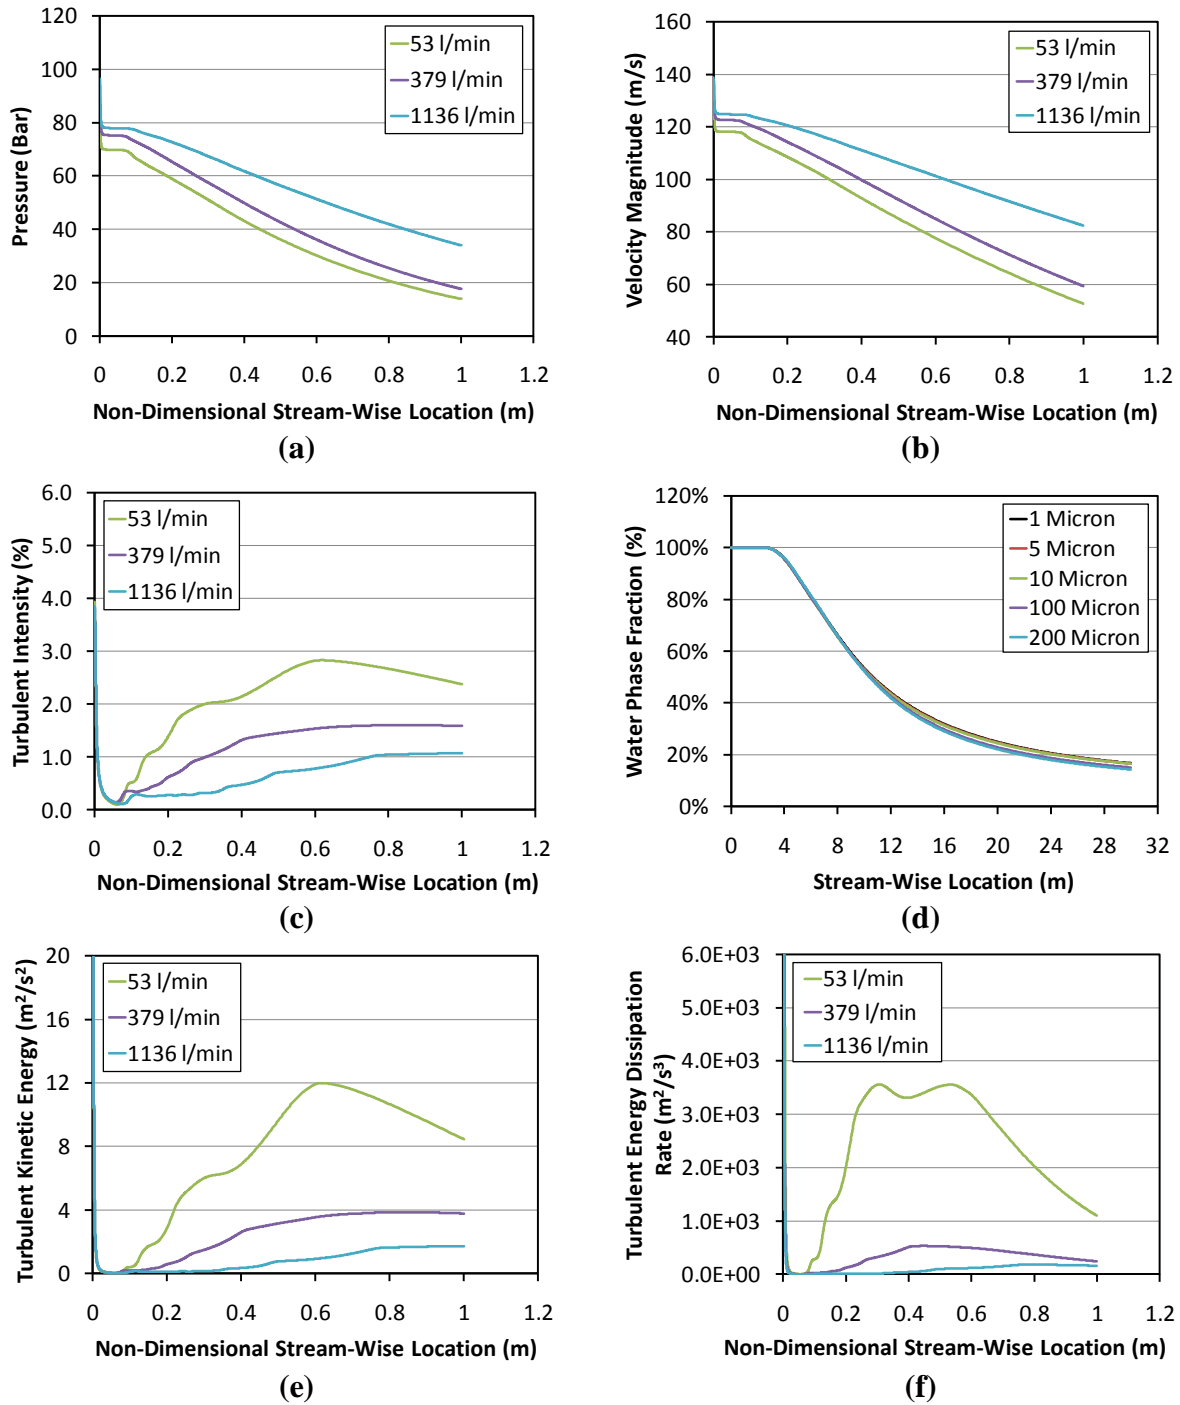 120
100
80
60
40
20
0
Pressure (Bar)
53 l/min
379 l/min
1136 l/min
0 0.2 0.4 0.6 0.8 1 1.2
Non-Dimensional Stream-Wise Location (m)
(a)
160
140
120
100
80
60
40
Velocity Magnitude (m/s)
53 l/min
379 l/min
1136 l/min
0 0.2 0.4 0.6 0.8 1 1.2
Non-Dimensional Stream-Wise Location (m)
(b)
6.0
5.0
4.0
3.0
2.0
1.0
0.0
Turbulent Intensity (%)
53 l/min
379 l/min
1136 l/min
0 0.2 0.4 0.6 0.8 1 1.2
Non-Dimensional Stream-Wise Location (m)
(c)
120%
100%
80%
60%
40%
20%
0%
Water Phase Fraction (%)
1 Micron
5 Micron
10 Micron
100 Micron
200 Micron
0 4 8 12 16 20 24 28 32
Stream-Wise Location (m)
(d)
20
16
12
8
4
0
Turbulent Kinetic Energy (m²/s²)
53 l/min
379 l/min
1136 l/min
0 0.2 0.4 0.6 0.8 1 1.2
Non-Dimensional Stream-Wise Location (m)
(e)
6.0E+03
5.0E+03
4.0E+03
3.0E+03
2.0E+03
1.0E+03
0.0E+00
Turbulent Energy Dissipation
Rate (m²/s³)
53 l/min
379 l/min
1136 l/min
0 0.2 0.4 0.6 0.8 1 1.2
Non-Dimensional Stream-Wise Location (m)
(f)